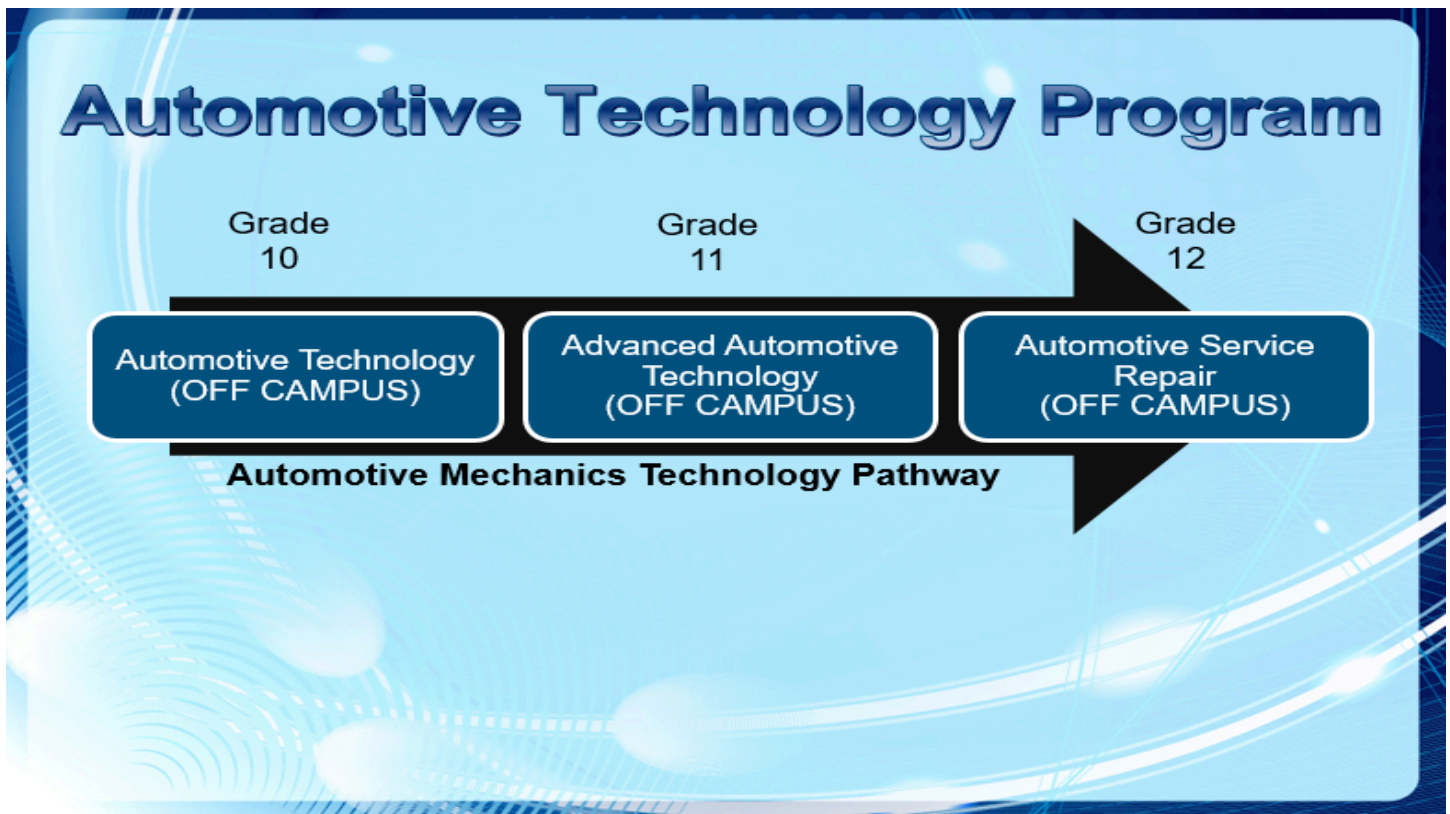 Automotive Technology Program
Grade
10
Grade
11
Grade
12
Automotive Technology
(OFF CAMPUS)
Advanced Automotive
Technology
(OFF CAMPUS)
Automotive Service
Repair
(OFF CAMPUS)
Automotive Mechanics Technology Pathway